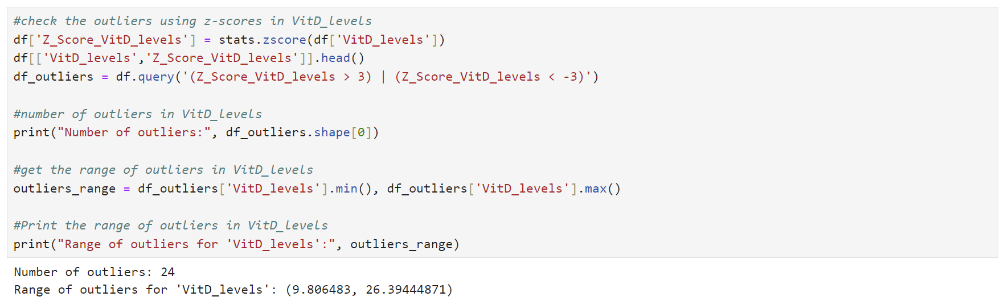 #check the outliers using z-scores in VitD_levels
df['Z_Score_VitD_levels'] = stats.zscore(df['VitD_levels'])
df[['VitD_levels','Z_Score_VitD_levels']].head()
df_outliers = df.query('(Z_Score_VitD_levels > 3) | (Z_Score_VitD_levels < -3)')
#number of outliers in VitD_levels
print("Number of outliers:", df_outliers.shape[0])
#get the range of outliers in VitD_levels
outliers_range = df_outliers['VitD_levels'].min(), df_outliers['VitD_levels'].max()
#Print the range of outliers in VitD_levels
print("Range of outliers for 'VitD_levels':", outliers_range)
Number of outliers: 24
Range of outliers for 'VitD_levels': (9.806483, 26.39444871)